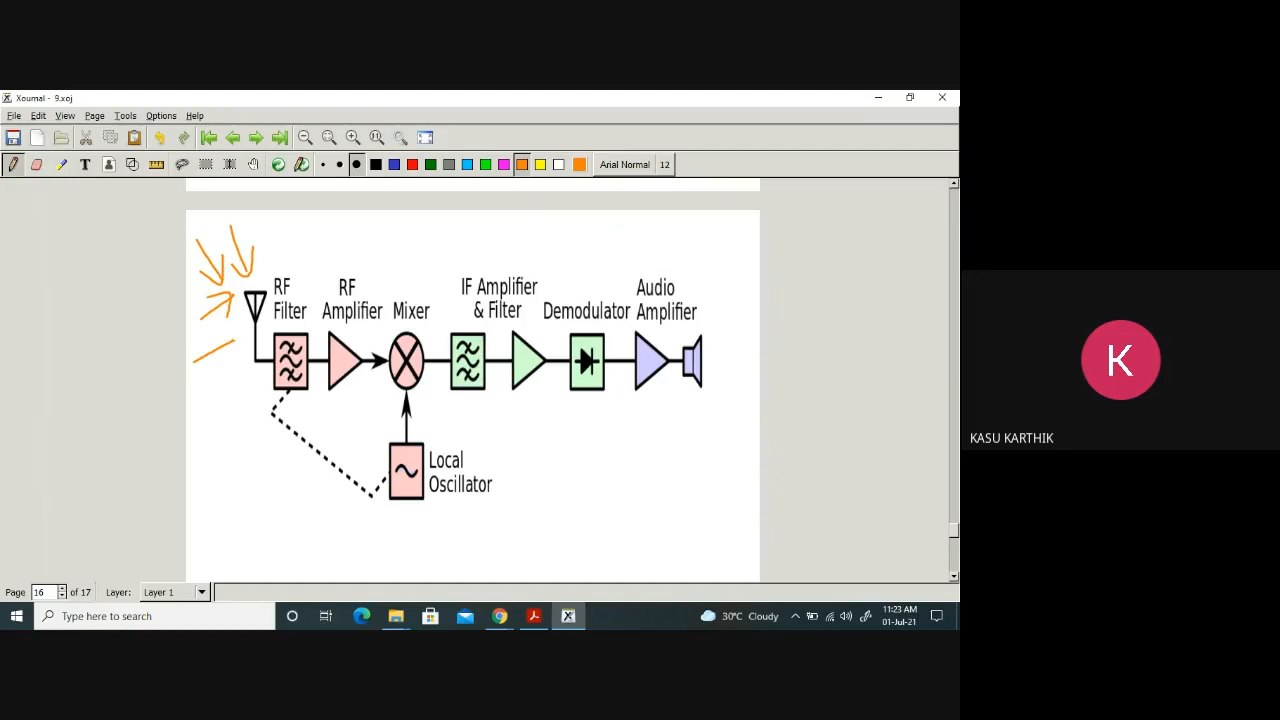 Xournal - 9.xoj
File Edit View Page Tools Options Help
T Arial Normal 12
RF
Filter
RF
Amplifier
Mixer
IF Amplifier
& Filter
Demodulator
Audio
Amplifier
Local
Oscillator
K
KASU KARTHIK
Page 16 of 17 Layer: Layer 1
Type here to search
30°C Cloudy
11:23 AM
01-Jul-21